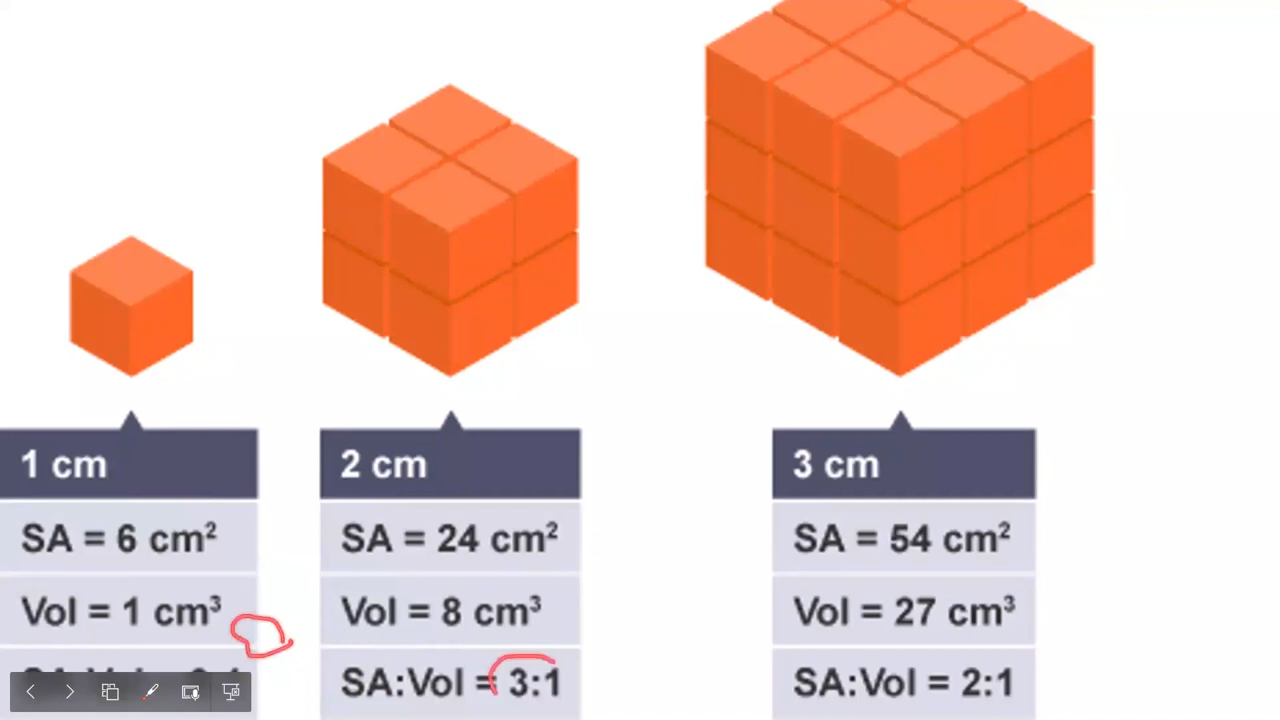 1 cm
SA = 6 cm²
Vol = 1 cm³
2 cm
SA = 24 cm²
Vol = 8 cm³
SA:Vol = 3:1
3 cm
SA = 54 cm²
Vol = 27 cm³
SA:Vol = 2:1